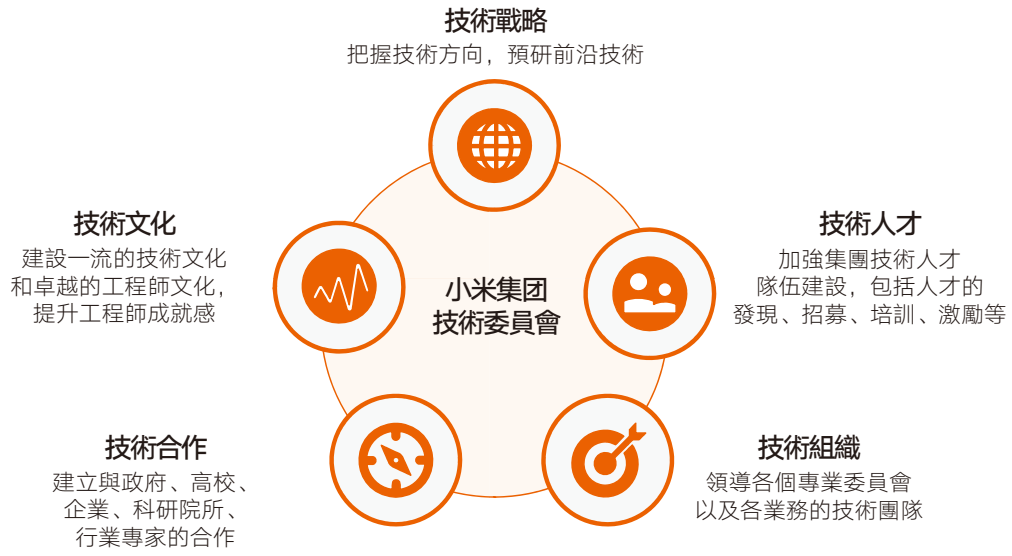 技術戰略
把握技術方向，預研前沿技術
技術文化
建設一流的技術文化
和卓越的工程師文化，
提升工程師成就感
技術人才
加強集團技術人才
隊伍建設，包括人才的
發現、招募、培訓、激勵等
小米集团
技術委員會
技術合作
建立與政府、高校、
企業、科研院所、
行業專家的合作
技術組織
領導各個專業委員會
以及各業務的技術團隊